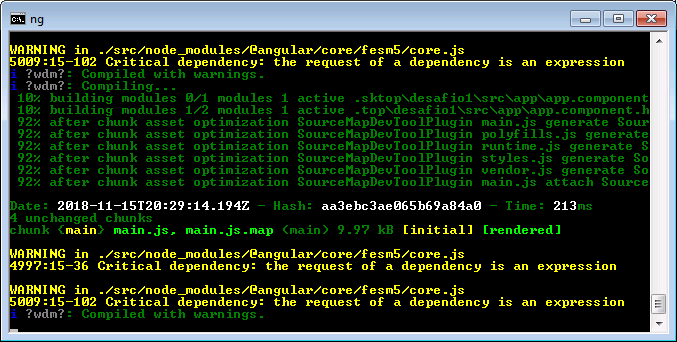 ng
WARNING in ./src/node_modules/@angular/core/fesm5/core.js
5009:15-102 Critical dependency: the request of a dependency is an expression
i ?wdm?: Compiled with warnings.
i ?wdm?: Compiling...
10% building modules 0/1 modules 1 active .sktop\desafio1\src\app\app.component
10% building modules 1/2 modules 1 active .top\desafio1\src\app\app.component.h
92% after chunk asset optimization SourceMapDevToolPlugin main.js generate Sour
92% after chunk asset optimization SourceMapDevToolPlugin polyfills.js generate
92% after chunk asset optimization SourceMapDevToolPlugin runtime.js generate S
92% after chunk asset optimization SourceMapDevToolPlugin styles.js generate So
92% after chunk asset optimization SourceMapDevToolPlugin vendor.js generate So
92% after chunk asset optimization SourceMapDevToolPlugin main.js attach Source
Date: 2018-11-15T20:29:14.194Z - Hash: aa3ebc3ae065b69a84a0 - Time: 213ms
4 unchanged chunks
chunk {main} main.js, main.js.map (main) 9.97 kB [initial] [rendered]
WARNING in ./src/node_modules/@angular/core/fesm5/core.js
4997:15-36 Critical dependency: the request of a dependency is an expression
WARNING in ./src/node_modules/@angular/core/fesm5/core.js
5009:15-102 Critical dependency: the request of a dependency is an expression
i ?wdm?: Compiled with warnings.